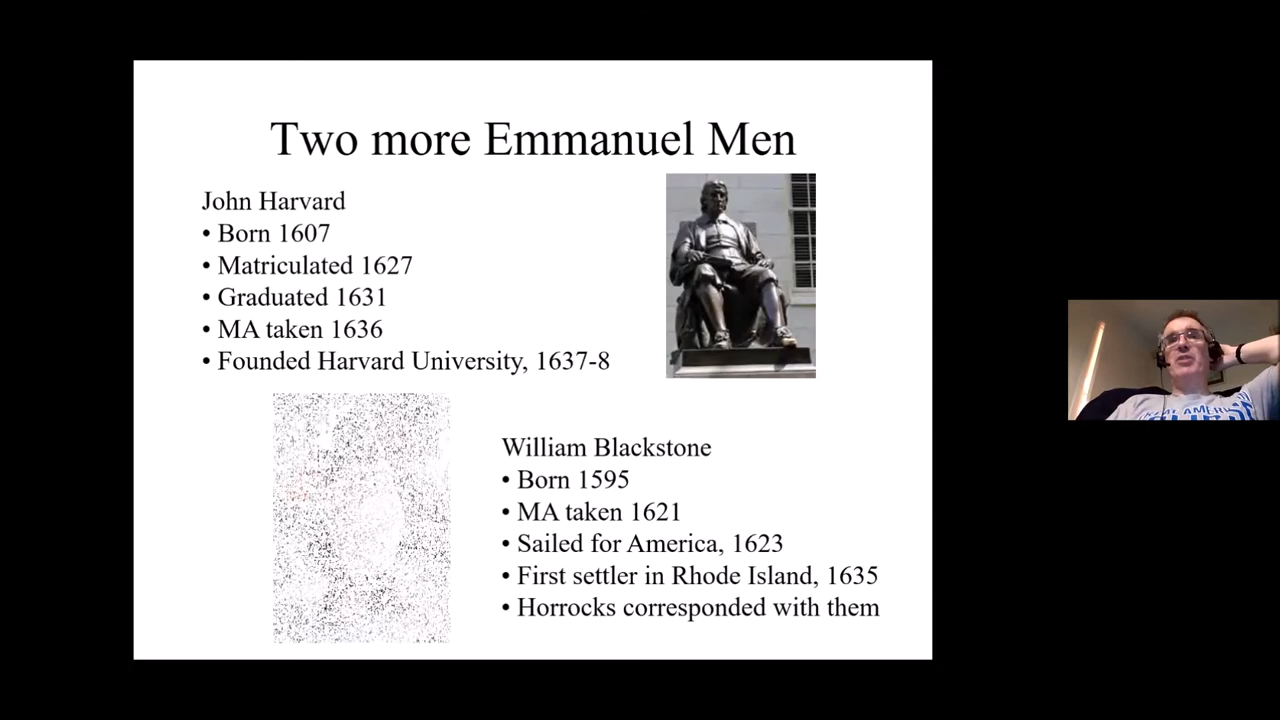 Two more Emmanuel Men
John Harvard
• Born 1607
• Matriculated 1627
• Graduated 1631
• MA taken 1636
• Founded Harvard University, 1637-8
William Blackstone
• Born 1595
• MA taken 1621
• Sailed for America, 1623
• First settler in Rhode Island, 1635
• Horrocks corresponded with them